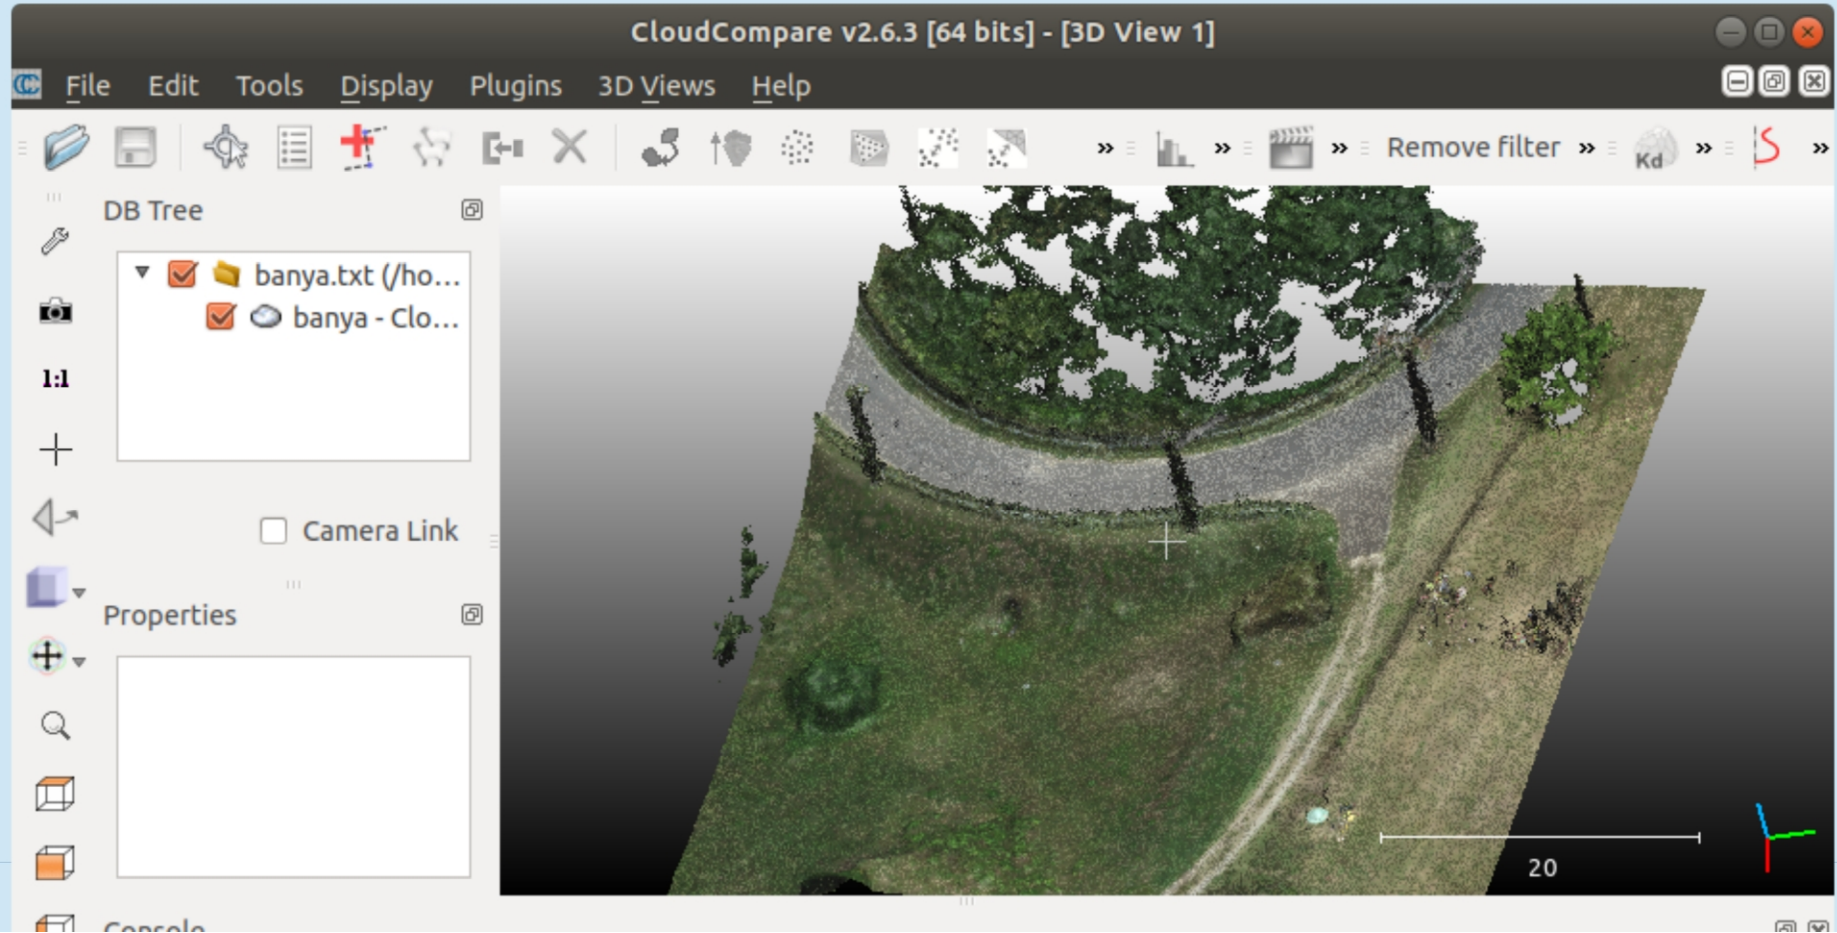 CloudCompare v2.6.3 [64 bits] - [3D View 1]
File Edit Tools Display Plugins 3D Views Help
» » » Remove filter » Kd » »
DB Tree
banya.txt (/ho...
banya - Clo...
1:1
Camera Link
Properties
20
Console